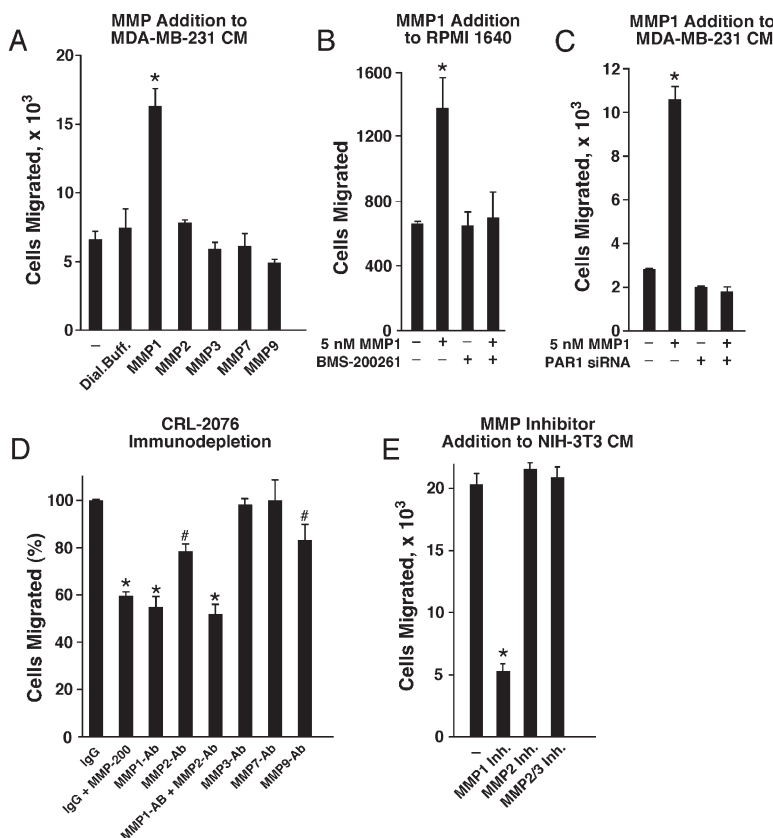 A
MMP Addition to
MDA-MB-231 CM
Cells Migrated, x 10³
20
15
10
5
0
*
–
Dial.Buff.
MMP1
MMP2
MMP3
MMP7
MMP9
B
MMP1 Addition
to RPMI 1640
Cells Migrated
1600
1200
800
400
0
*
5 nM MMP1 – + – +
BMS-200261 – – + +
C
MMP1 Addition to
MDA-MB-231 CM
Cells Migrated, x 10³
12
10
8
6
4
2
0
*
5 nM MMP1 – + – +
PAR1 siRNA – – + +
D
CRL-2076
Immunodepletion
Cells Migrated (%)
100
80
60
40
20
0
* * # * #
IgG
IgG + MMP-200
MMP1-Ab
MMP2-Ab
MMP1-AB + MMP2-Ab
MMP3-Ab
MMP7-Ab
MMP9-Ab
E
MMP Inhibitor
Addition to NIH-3T3 CM
Cells Migrated, x 10³
20
15
10
5
0
*
–
MMP1 Inh.
MMP2 Inh.
MMP2/3 Inh.